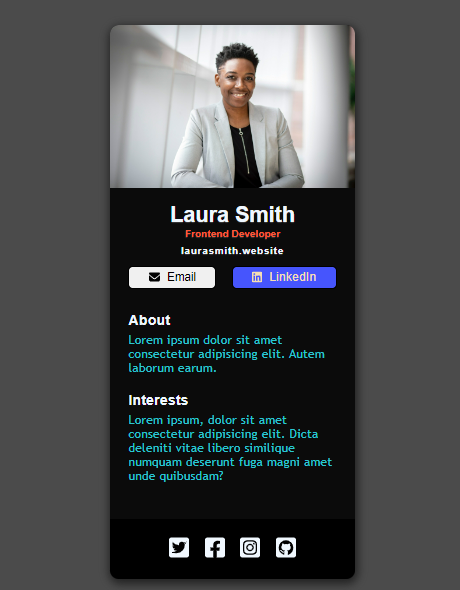 Laura Smith
Frontend Developer
laurasmith.website
Email
LinkedIn
About
Lorem ipsum dolor sit amet
consectetur adipisicing elit. Autem
laborum earum.
Interests
Lorem ipsum, dolor sit amet
consectetur adipisicing elit. Dicta
deleniti vitae libero similique
numquam deserunt fuga magni amet
unde quibusdam?